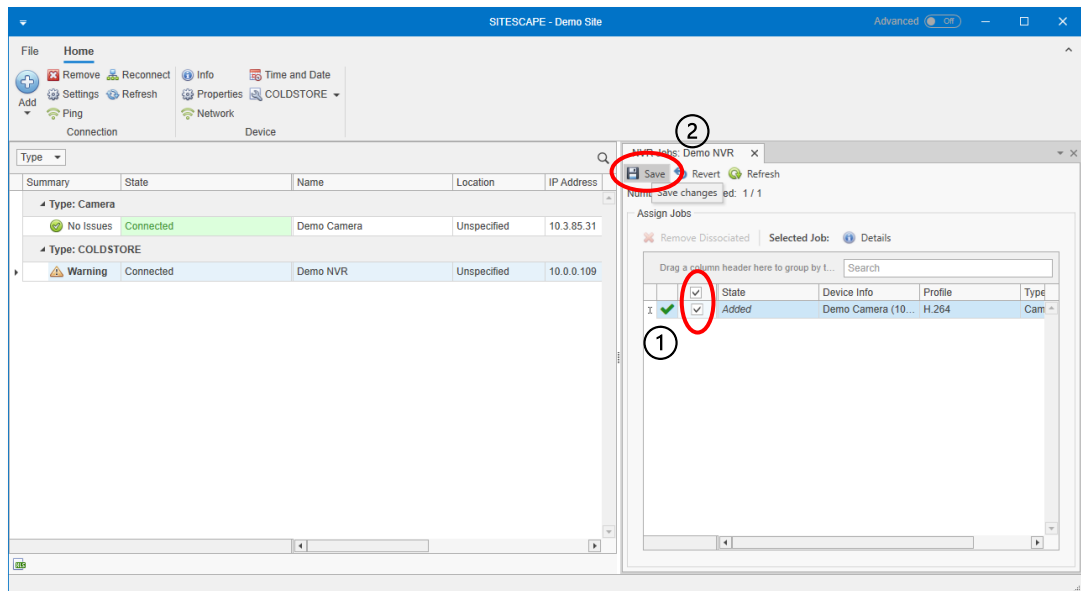 SITESCAPE - Demo Site
Advanced Off
File Home
Add
Remove Reconnect Info Time and Date
Settings Refresh Properties COLDSTORE
Ping Network
Connection Device
②
Type
NVR Jobs: Demo NVR
Save Revert Refresh
Save changes ed: 1 / 1
Summary State Name Location IP Address
Type: Camera
No Issues Connected Demo Camera Unspecified 10.3.85.31
Type: COLDSTORE
Warning Connected Demo NVR Unspecified 10.0.0.109
Assign Jobs
Remove Dissociated Selected Job: Details
Drag a column header here to group by t... Search
State Device Info Profile Type
Added Demo Camera (10... H.264 Cam
①